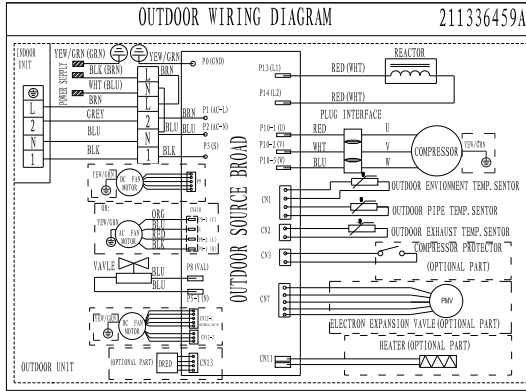 OUTDOOR WIRING DIAGRAM
211336459A
INDOOR
UNIT
POWER SUPPLY
YEW/GRN (GRN)
YEW/GRN
BLK (BRN)
WHT (BLU)
BRN
GREY
BLU
BLK
L
2
N
1
L
N
L
2
N
1
BRN
BRN
BLU
BLU
BLK
P0(GND)
P1(AC-L)
P2(AC-N)
P3(S)
OUTDOOR SOURCE BROAD
P13(L1)
RED(WHT)
REACTOR
P14(L2)
RED(WHT)
PLUG INTERFACE
P10-1(U)
RED
U
P10-2(V)
WHT
V
P10-3(W)
BLU
W
COMPRESSOR
YEW/GRN
CN1
OUTDOOR ENVIONMENT TEMP. SENTOR
OUTDOOR PIPE TEMP. SENTOR
CN2
OUTDOOR EXHAUST TEMP. SENTOR
CN3
COMPRESSOR PROTECTOR
(OPTIONAL PART)
CN7
PMV
ELECTRON EXPANSION VAVLE(OPTIONAL PART)
HEATER(OPTIONAL PART)
CN11
YEW/GRN
DC FAN
MOTOR
OR:
YEW/GRN
AC FAN
MOTOR
ORG
BLU
RED
BLK
VAVLE
BLU
BLU
P8(VAL)
P5-1(N)
YEW/GRN
DC FAN
MOTOR
(OPTIONAL PART)
DRED
CN13
OUTDOOR UNIT